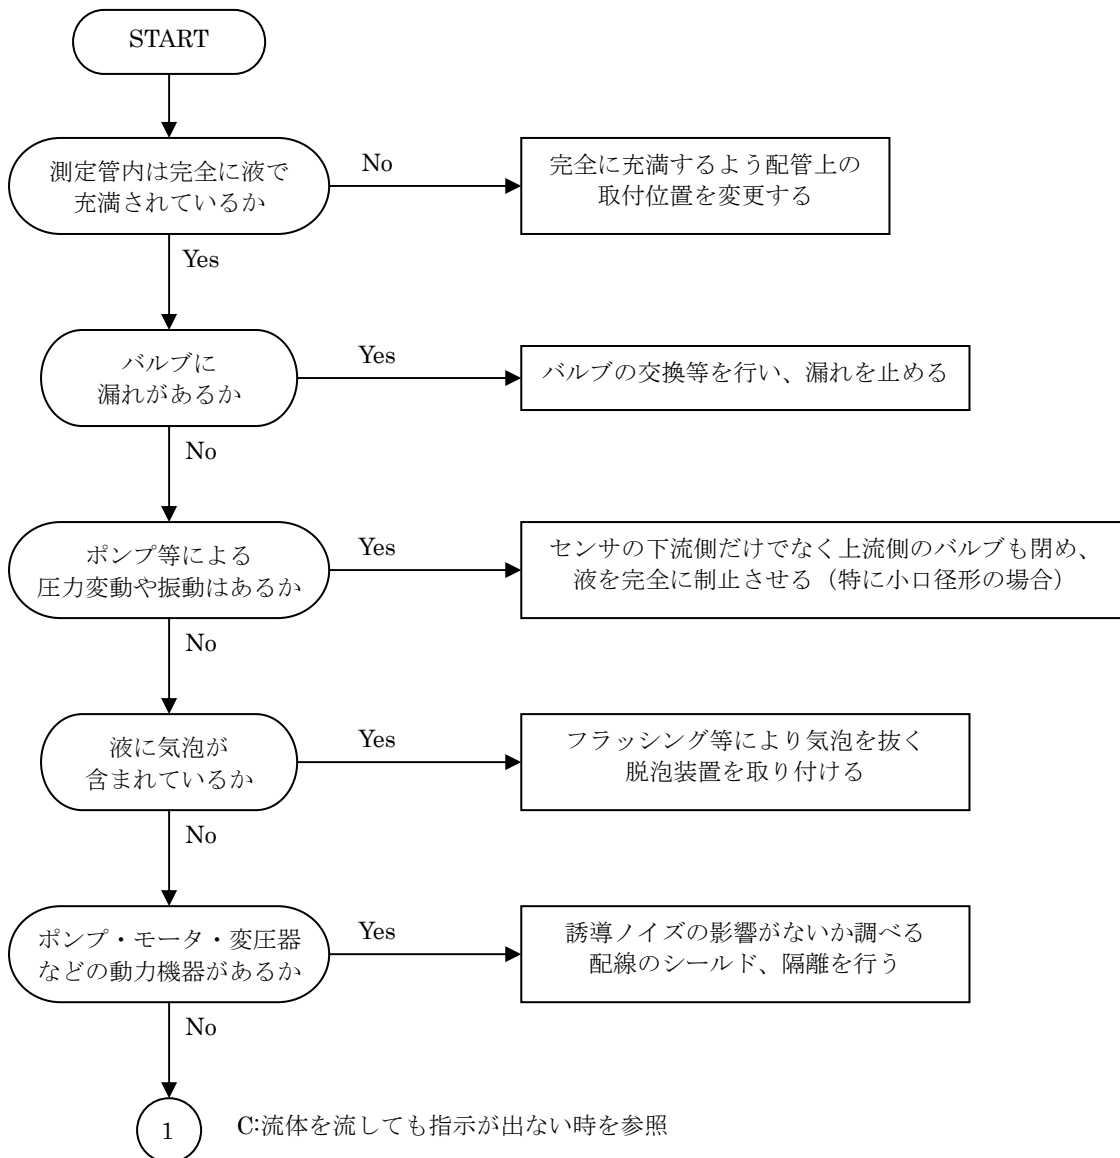 START
測定管内は完全に液で
充満されているか
No
完全に充満するよう配管上の
取付位置を変更する
Yes
バルブに
漏れがあるか
Yes
バルブの交換等を行い、漏れを止める
No
ポンプ等による
圧力変動や振動はあるか
Yes
センサの下流側だけでなく上流側のバルブも閉め、
液を完全に制止させる（特に小口径形の場合）
No
液に気泡が
含まれているか
Yes
フラッシング等により気泡を抜く
脱泡装置を取り付ける
No
ポンプ・モータ・変圧器
などの動力機器があるか
Yes
誘導ノイズの影響がないか調べる
配線のシールド、隔離を行う
No
1
C:流体を流しても指示が出ない時を参照